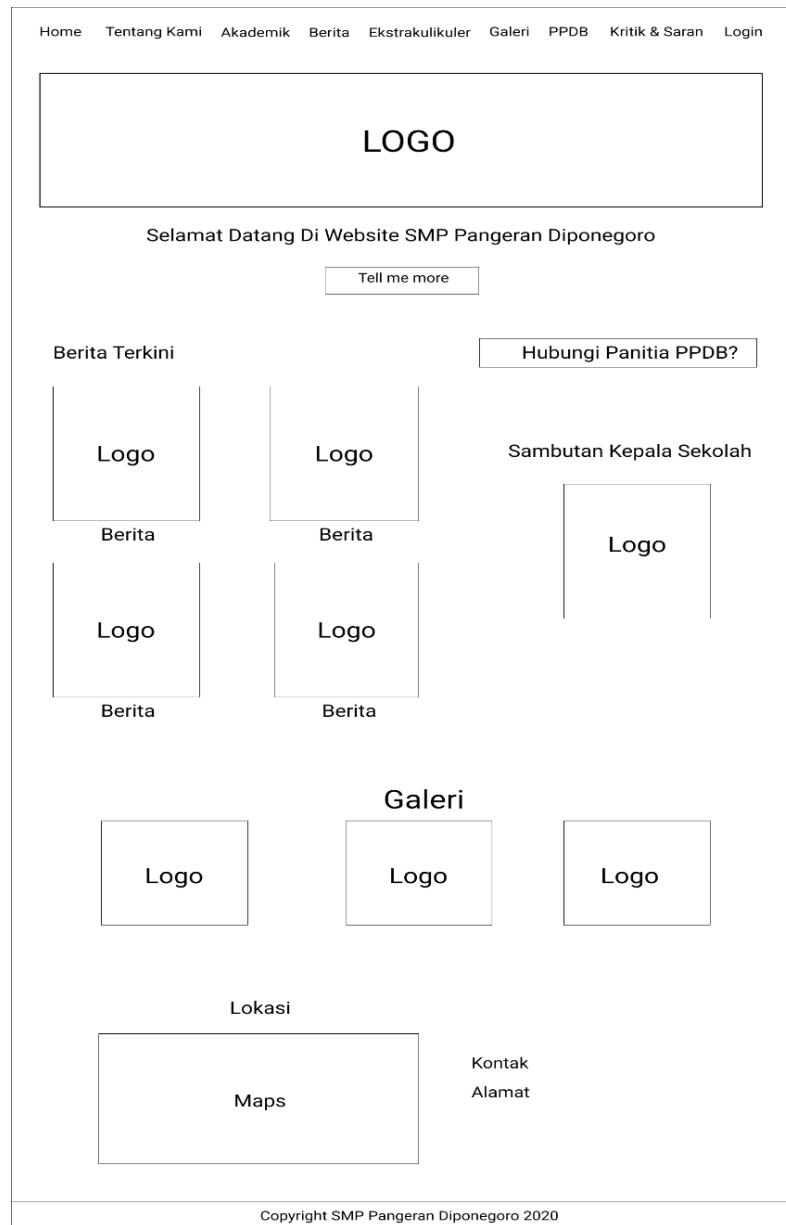 Home Tentang Kami Akademik Berita Ekstrakulikuler Galeri PPDB Kritik & Saran Login
LOGO
Selamat Datang Di Website SMP Pangeran Diponegoro
Tell me more
Berita Terkini
Hubungi Panitia PPDB?
Logo
Logo
Berita
Berita
Logo
Logo
Berita
Berita
Sambutan Kepala Sekolah
Logo
Galeri
Logo
Logo
Logo
Lokasi
Maps
Kontak
Alamat
Copyright SMP Pangeran Diponegoro 2020